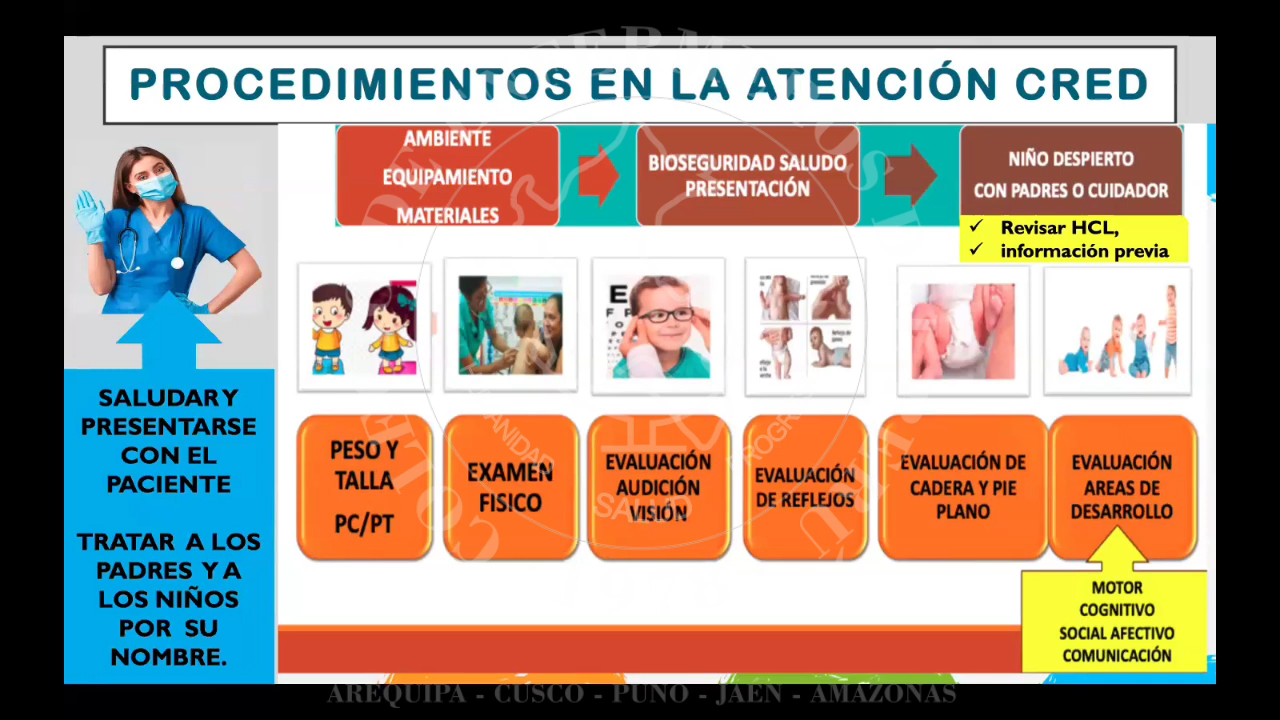 PROCEDIMIENTOS EN LA ATENCIÓN CRED
AMBIENTE
EQUIPAMIENTO
MATERIALES
BIOSEGURIDAD SALUDO
PRESENTACIÓN
NIÑO DESPIERTO
CON PADRES O CUIDADOR
✓ Revisar HCL,
✓ información previa
SALUDAR Y
PRESENTARSE
CON EL
PACIENTE
TRATAR A LOS
PADRES Y A
LOS NIÑOS
POR SU
NOMBRE.
PESO Y
TALLA
PC/PT
EXAMEN
FISICO
EVALUACIÓN
AUDICIÓN
VISIÓN
EVALUACIÓN
DE REFLEJOS
EVALUACIÓN DE
CADERA Y PIE
PLANO
EVALUACIÓN
AREAS DE
DESARROLLO
MOTOR
COGNITIVO
SOCIAL AFECTIVO
COMUNICACIÓN
SALUD
AREQUIPA - CUSCO - PUNO - JAEN - AMAZONAS